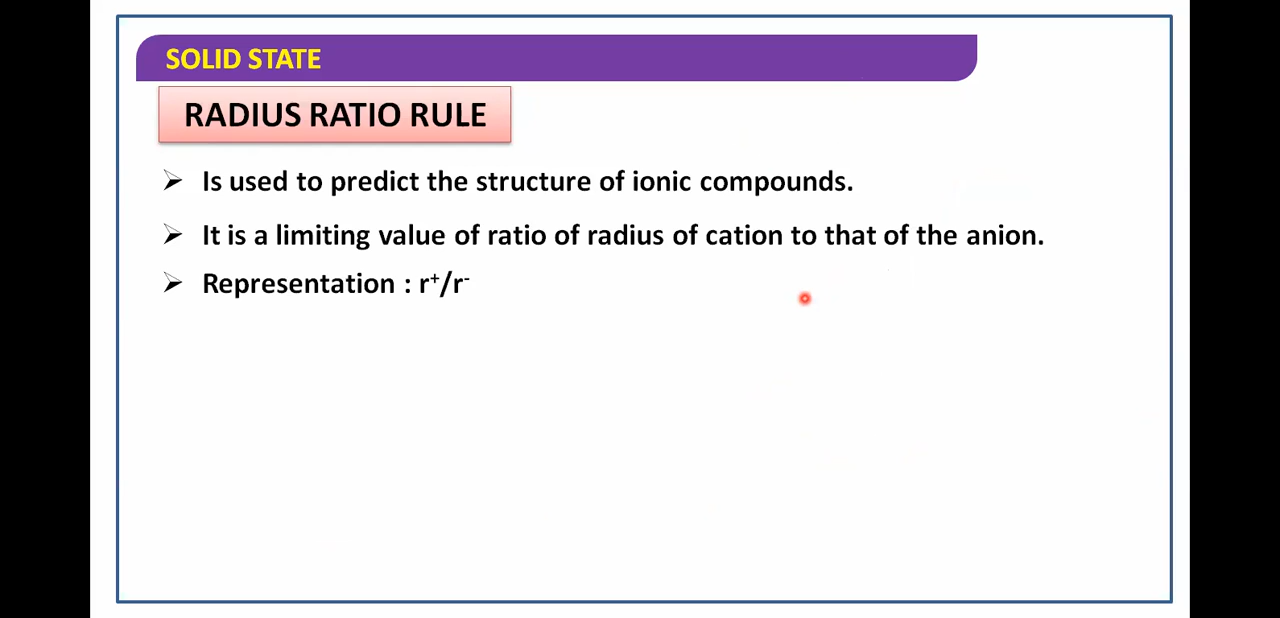 SOLID STATE
RADIUS RATIO RULE
➢ Is used to predict the structure of ionic compounds.
➢ It is a limiting value of ratio of radius of cation to that of the anion.
➢ Representation : r⁺/r⁻